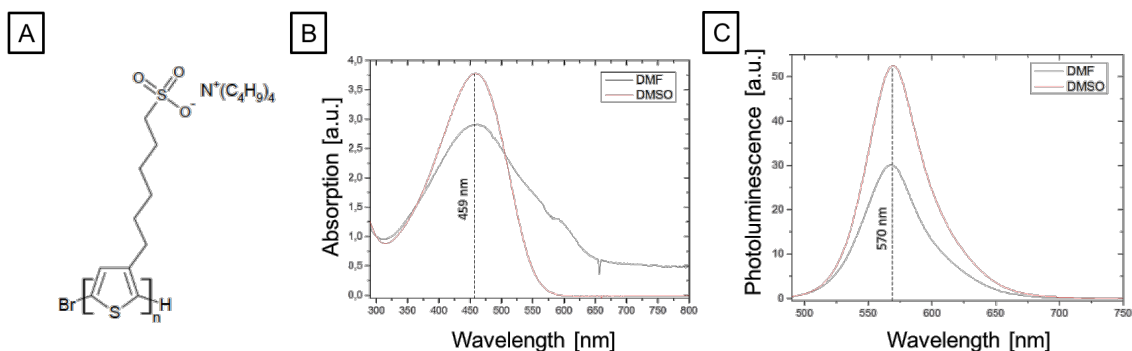 A
O
O
S
O-
N+(C4H9)4
Br
S
n
H
B
Absorption [a.u.]
4,0
3,5
3,0
2,5
2,0
1,5
1,0
0,5
0,0
DMF
DMSO
459 nm
300 350 400 450 500 550 600 650 700 750 800
Wavelength [nm]
C
Photoluminescence [a.u.]
50
40
30
20
10
0
DMF
DMSO
570 nm
500 550 600 650 700 750
Wavelength [nm]